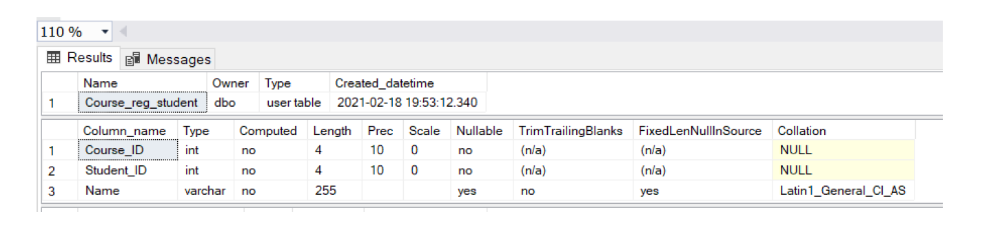 110 %
Results Messages
Name Owner Type Created_datetime
1 Course_reg_student dbo user table 2021-02-18 19:53:12.340
Column_name Type Computed Length Prec Scale Nullable TrimTrailingBlanks FixedLenNullInSource Collation
1 Course_ID int no 4 10 0 no (n/a) (n/a) NULL
2 Student_ID int no 4 10 0 no (n/a) (n/a) NULL
3 Name varchar no 255 yes no yes Latin1_General_CI_AS